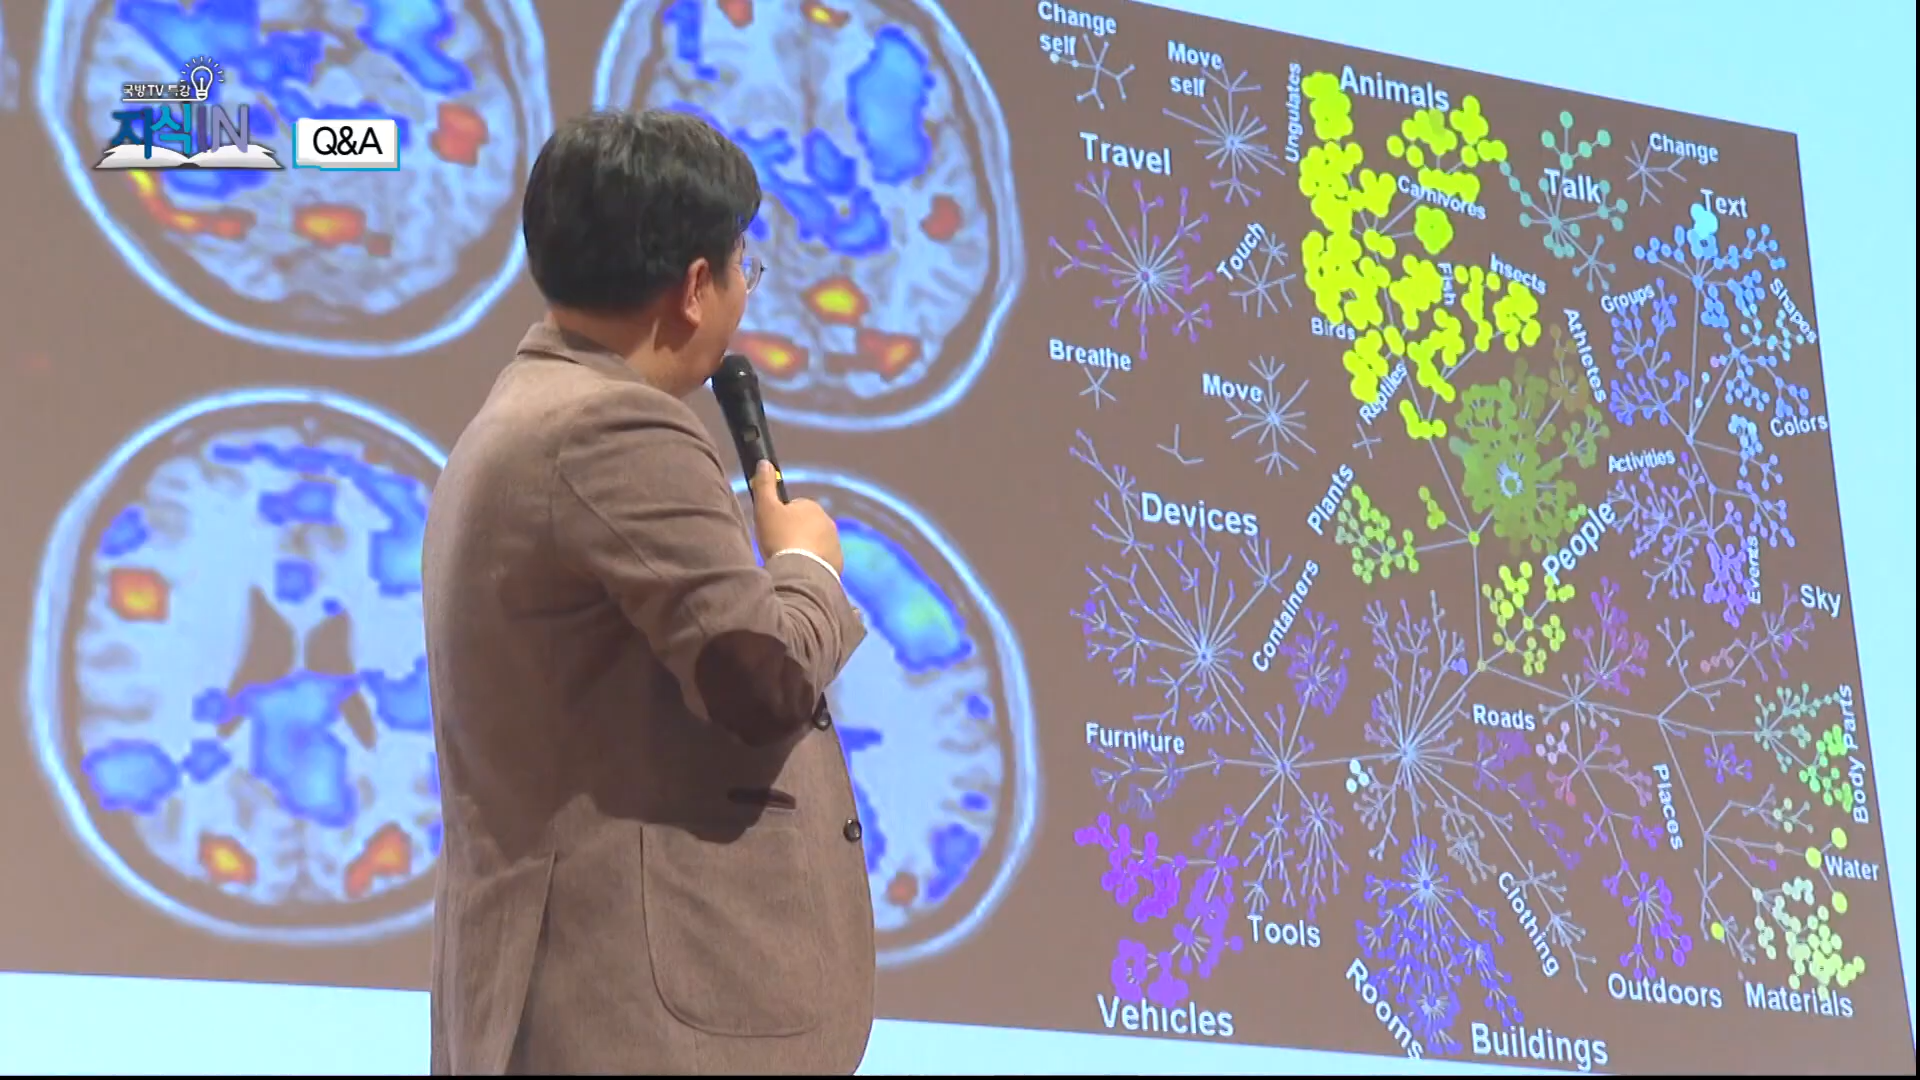 국방TV 특강
지식IN
Q&A
Change
self
Move
self
Ungulates
Animals
Travel
Carnivores
Talk
Change
Text
Touch
Fish
Insects
Groups
Shapes
Birds
Athletes
Breathe
Move
Reptiles
Colors
Activities
Plants
Devices
People
Events
Containers
Sky
Furniture
Roads
Body Parts
Places
Water
Tools
Clothing
Vehicles
Rooms
Buildings
Outdoors
Materials